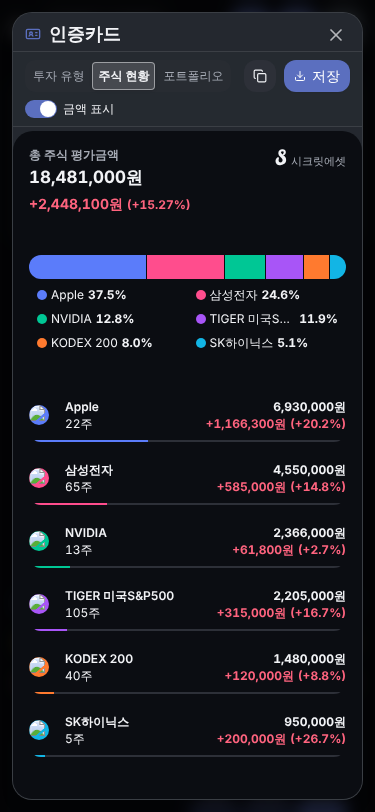 인증카드
투자 유형 주식 현황 포트폴리오 저장
금액 표시
총 주식 평가금액
시크릿에셋
18,481,000원
+2,448,100원 (+15.27%)
Apple 37.5% 삼성전자 24.6%
NVIDIA 12.8% TIGER 미국S... 11.9%
KODEX 200 8.0% SK하이닉스 5.1%
Apple 6,930,000원
22주 +1,166,300원 (+20.2%)
삼성전자 4,550,000원
65주 +585,000원 (+14.8%)
NVIDIA 2,366,000원
13주 +61,800원 (+2.7%)
TIGER 미국S&P500 2,205,000원
105주 +315,000원 (+16.7%)
KODEX 200 1,480,000원
40주 +120,000원 (+8.8%)
SK하이닉스 950,000원
5주 +200,000원 (+26.7%)